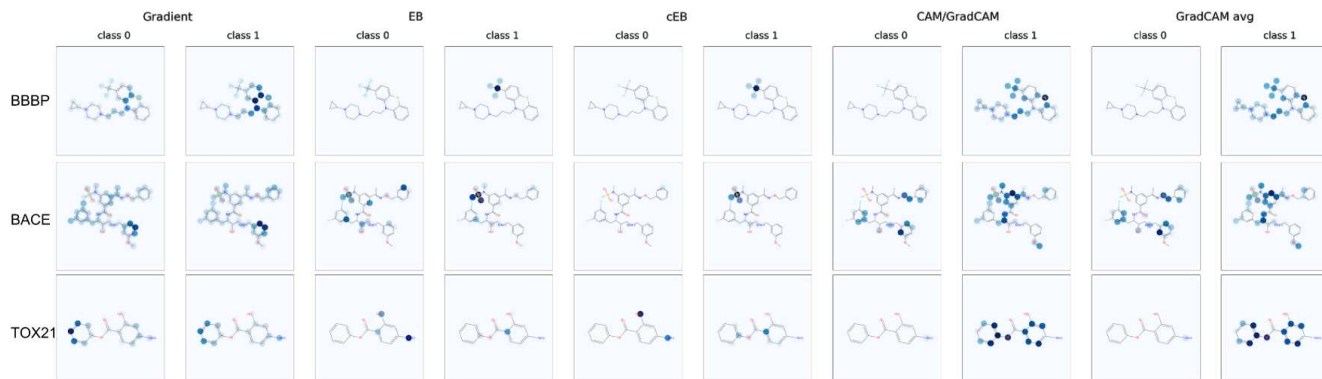 Gradient EB cEB CAM/GradCAM GradCAM avg
class 0 class 1 class 0 class 1 class 0 class 1 class 0 class 1 class 0 class 1
BBBP
BACE
TOX21